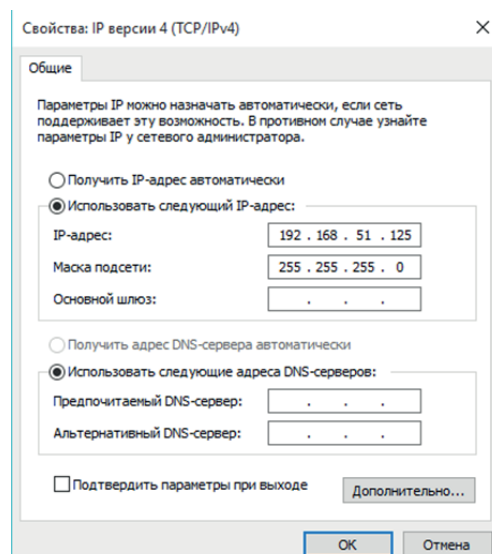 Свойства: IP версии 4 (TCP/IPv4)
Общие
Параметры IP можно назначать автоматически, если сеть
поддерживает эту возможность. В противном случае узнайте
параметры IP у сетевого администратора.
Получить IP-адрес автоматически
Использовать следующий IP-адрес:
IP-адрес: 192 . 168 . 51 . 125
Маска подсети: 255 . 255 . 255 . 0
Основной шлюз: . . .
Получить адрес DNS-сервера автоматически
Использовать следующие адреса DNS-серверов:
Предпочитаемый DNS-сервер: . . .
Альтернативный DNS-сервер: . . .
Подтвердить параметры при выходе
Дополнительно...
OK Отмена